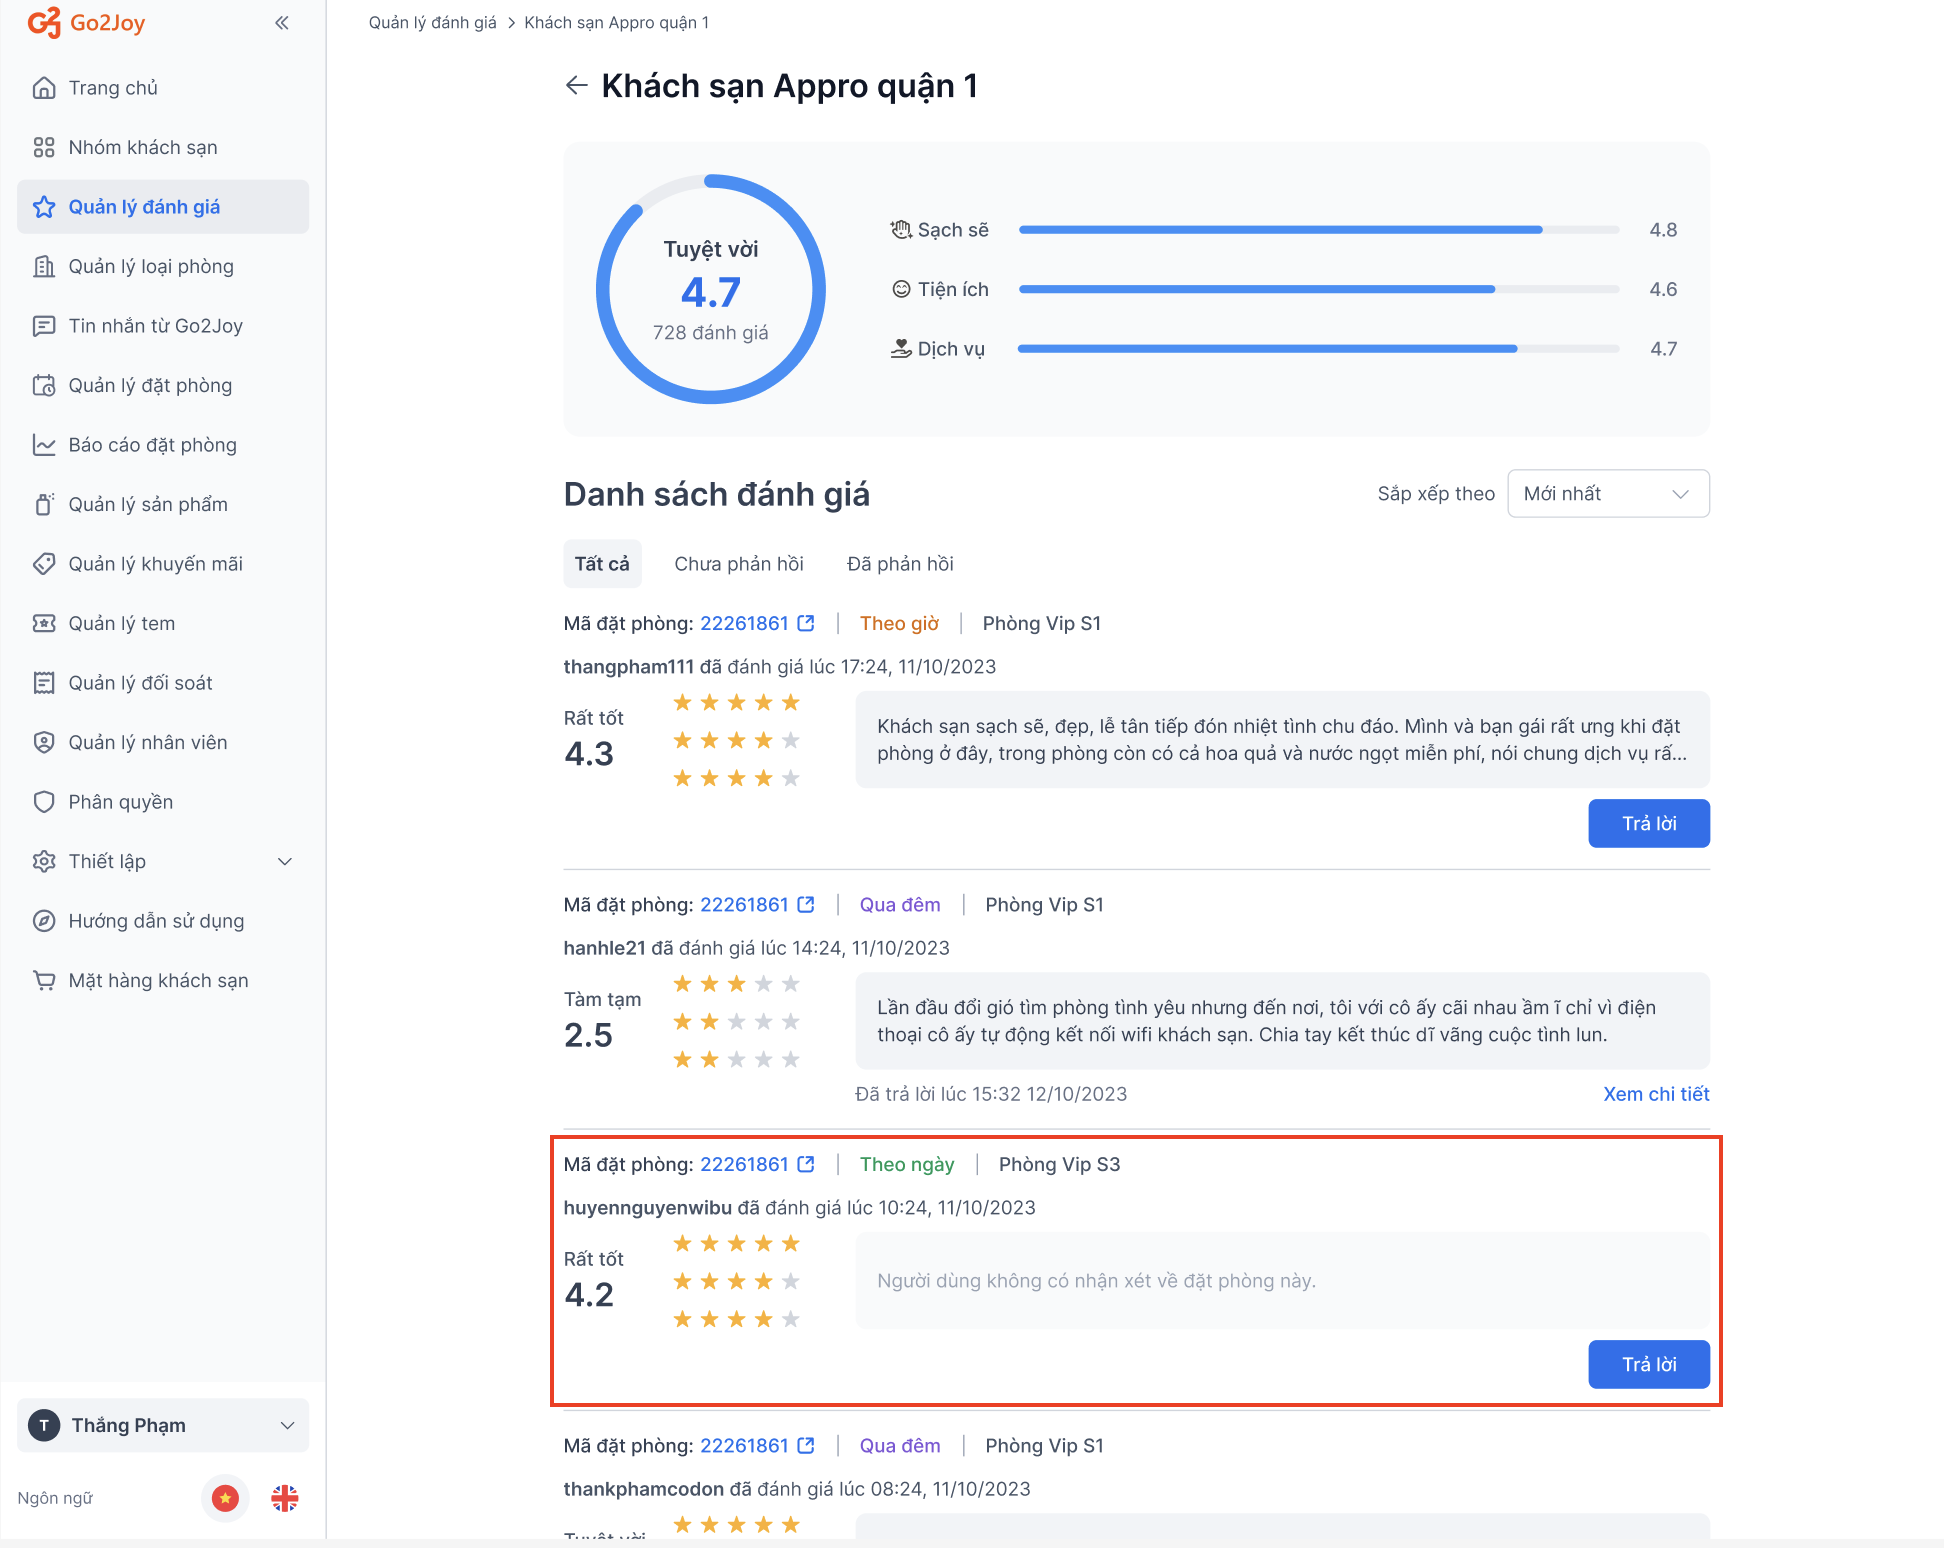 Go2Joy
Trang chủ
Nhóm khách sạn
Quản lý đánh giá
Quản lý loại phòng
Tin nhắn từ Go2Joy
Quản lý đặt phòng
Báo cáo đặt phòng
Quản lý sản phẩm
Quản lý khuyến mãi
Quản lý tem
Quản lý đối soát
Quản lý nhân viên
Phân quyền
Thiết lập
Hướng dẫn sử dụng
Mặt hàng khách sạn
T Thắng Phạm
Ngôn ngữ
Quản lý đánh giá > Khách sạn Appro quận 1
Khách sạn Appro quận 1
Tuyệt vời
4.7
728 đánh giá
Sạch sẽ 4.8
Tiện ích 4.6
Dịch vụ 4.7
Danh sách đánh giá
Sắp xếp theo Mới nhất
Tất cả Chưa phản hồi Đã phản hồi
Mã đặt phòng: 22261861 | Theo giờ | Phòng Vip S1
thangpham111 đã đánh giá lúc 17:24, 11/10/2023
Rất tốt
4.3
Khách sạn sạch sẽ, đẹp, lễ tân tiếp đón nhiệt tình chu đáo. Mình và bạn gái rất ưng khi đặt
phòng ở đây, trong phòng còn có cả hoa quả và nước ngọt miễn phí, nói chung dịch vụ rấ...
Trả lời
Mã đặt phòng: 22261861 | Qua đêm | Phòng Vip S1
hanhle21 đã đánh giá lúc 14:24, 11/10/2023
Tàm tạm
2.5
Lần đầu đổi gió tìm phòng tình yêu nhưng đến nơi, tôi với cô ấy cãi nhau ầm ĩ chỉ vì điện
thoại cô ấy tự động kết nối wifi khách sạn. Chia tay kết thúc dĩ vãng cuộc tình lun.
Đã trả lời lúc 15:32 12/10/2023
Xem chi tiết
Mã đặt phòng: 22261861 | Theo ngày | Phòng Vip S3
huyennguyenwibu đã đánh giá lúc 10:24, 11/10/2023
Rất tốt
4.2
Người dùng không có nhận xét về đặt phòng này.
Trả lời
Mã đặt phòng: 22261861 | Qua đêm | Phòng Vip S1
thankphamcodon đã đánh giá lúc 08:24, 11/10/2023
Tuyệt vời